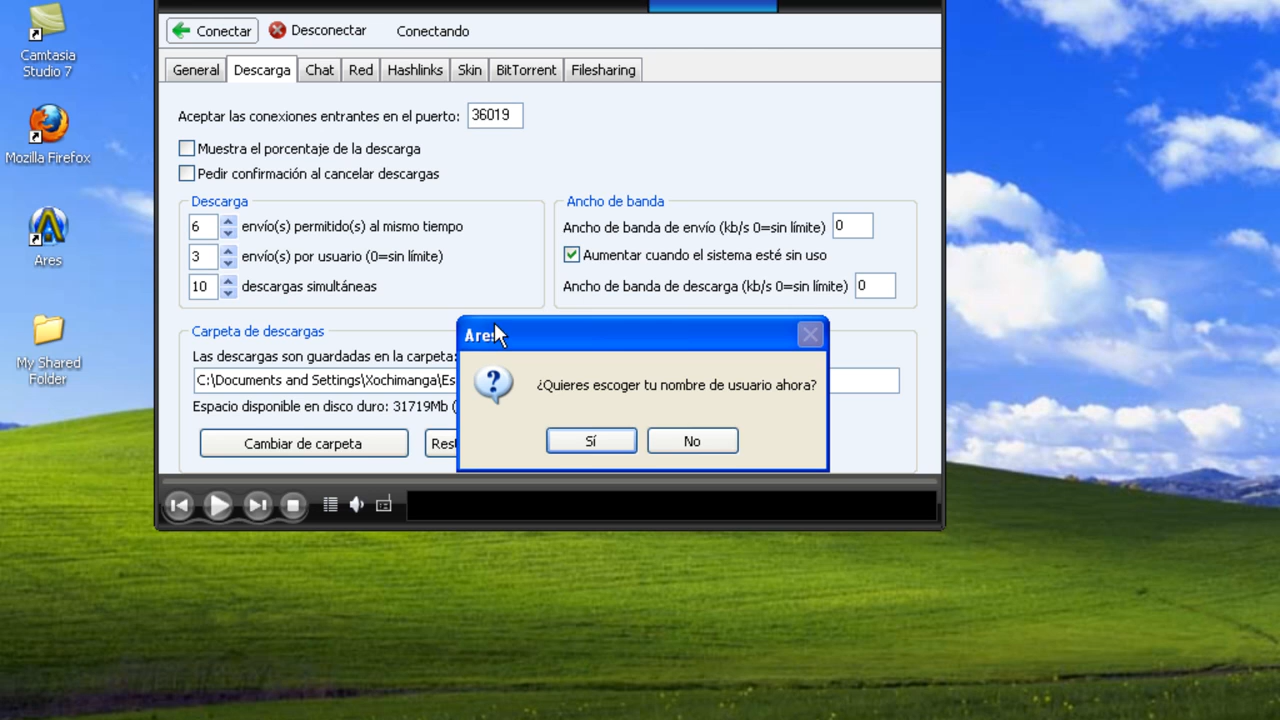 Camtasia
Studio 7
Mozilla Firefox
Ares
My Shared
Folder
Conectar Desconectar Conectando
General Descarga Chat Red Hashlinks Skin BitTorrent Filesharing
Aceptar las conexiones entrantes en el puerto: 36019
Muestra el porcentaje de la descarga
Pedir confirmación al cancelar descargas
Descarga
6 envío(s) permitido(s) al mismo tiempo
3 envío(s) por usuario (0=sin límite)
10 descargas simultáneas
Ancho de banda
Ancho de banda de envío (kb/s 0=sin límite) 0
Aumentar cuando el sistema esté sin uso
Ancho de banda de descarga (kb/s 0=sin límite) 0
Carpeta de descargas
Las descargas son guardadas en la carpeta:
C:\Documents and Settings\Xochimanga\Es
Espacio disponible en disco duro: 31719Mb (
Cambiar de carpeta Rest
Ares
¿Quieres escoger tu nombre de usuario ahora?
Sí No